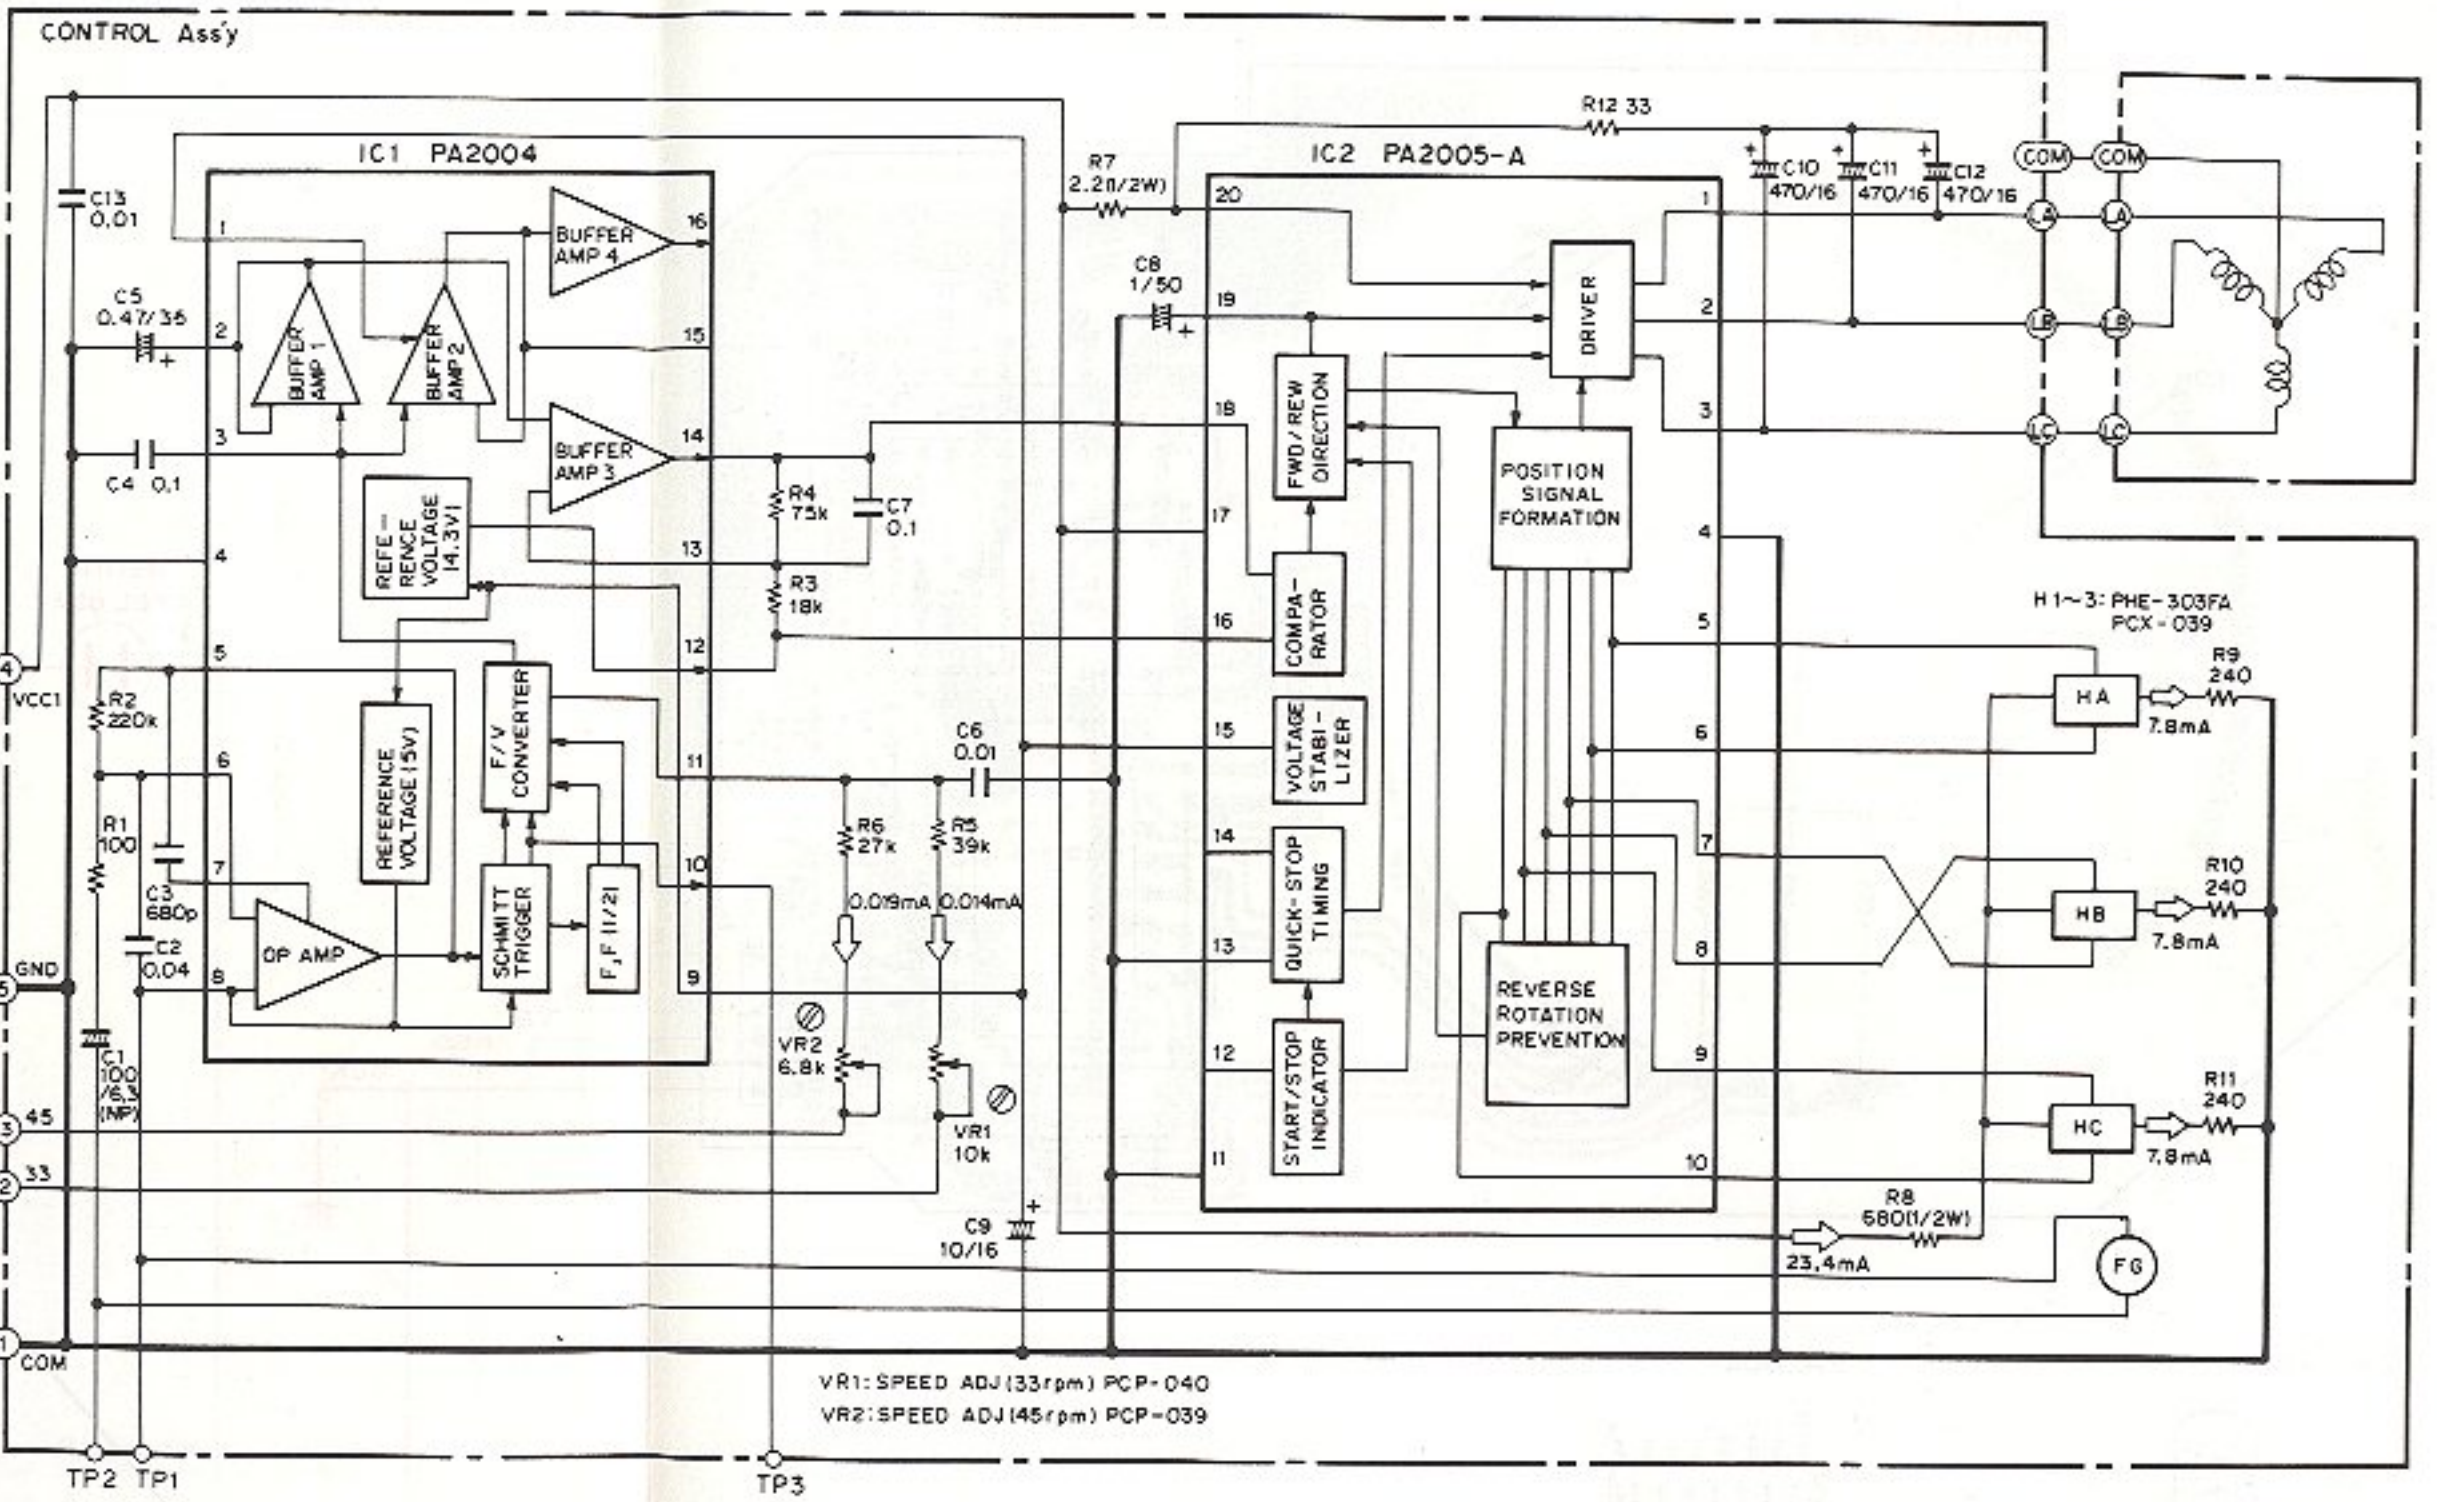 CONTROL Ass'y
IC1 PA2004
IC2 PA2005-A
C13
0.01
C5
0.47/35
C4 0.1
1
2
3
4
5
6
7
8
16
15
14
13
12
11
10
9
BUFFER
AMP 4
BUFFER
AMP 1
BUFFER
AMP 2
BUFFER
AMP 3
REFE-
RENCE
VOLTAGE
(4.3V)
REFERENCE
VOLTAGE (5V)
F/V
CONVERTER
SCHMITT
TRIGGER
F,F (1/2)
OP AMP
4
VCC1
R2
220k
R1
100
C3
680p
C2
0.04
GND
5
C1
100
/6.3
(NP)
3 45
2 33
1
COM
TP2 TP1
TP3
R4
75k
C7
0.1
R3
18k
C6
0.01
R6
27k
R5
39k
0.019mA
0.014mA
VR2
6.8k
VR1
10k
C9
10/16
+
VR1: SPEED ADJ (33rpm) PCP-040
VR2: SPEED ADJ (45rpm) PCP-039
R7
2.2(1/2W)
C8
1/50
+
R12 33
+ C10
470/16
+ C11
470/16
+ C12
470/16
20
19
18
17
16
15
14
13
12
11
1
2
3
4
5
6
7
8
9
10
DRIVER
FWD/REW
DIRECTION
POSITION
SIGNAL
FORMATION
COMPA-
RATOR
VOLTAGE
STABI-
LIZER
QUICK-STOP
TIMING
START/STOP
INDICATOR
REVERSE
ROTATION
PREVENTION
COM COM
LA LA
LB LB
LC LC
H1~3: PHE-303FA
PCX-039
R9
240
HA
7.8mA
R10
240
HB
7.8mA
R11
240
HC
7.8mA
R8
680(1/2W)
23.4mA
FG